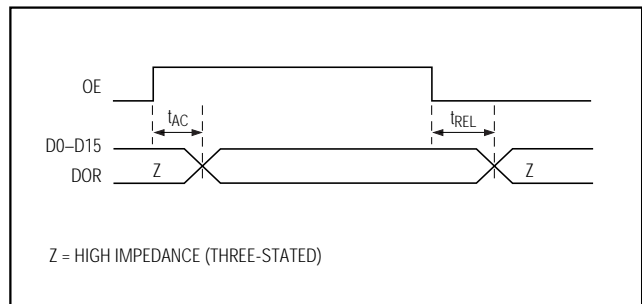 OE
tAC
tREL
D0–D15
DOR
Z
Z
Z = HIGH IMPEDANCE (THREE-STATED)